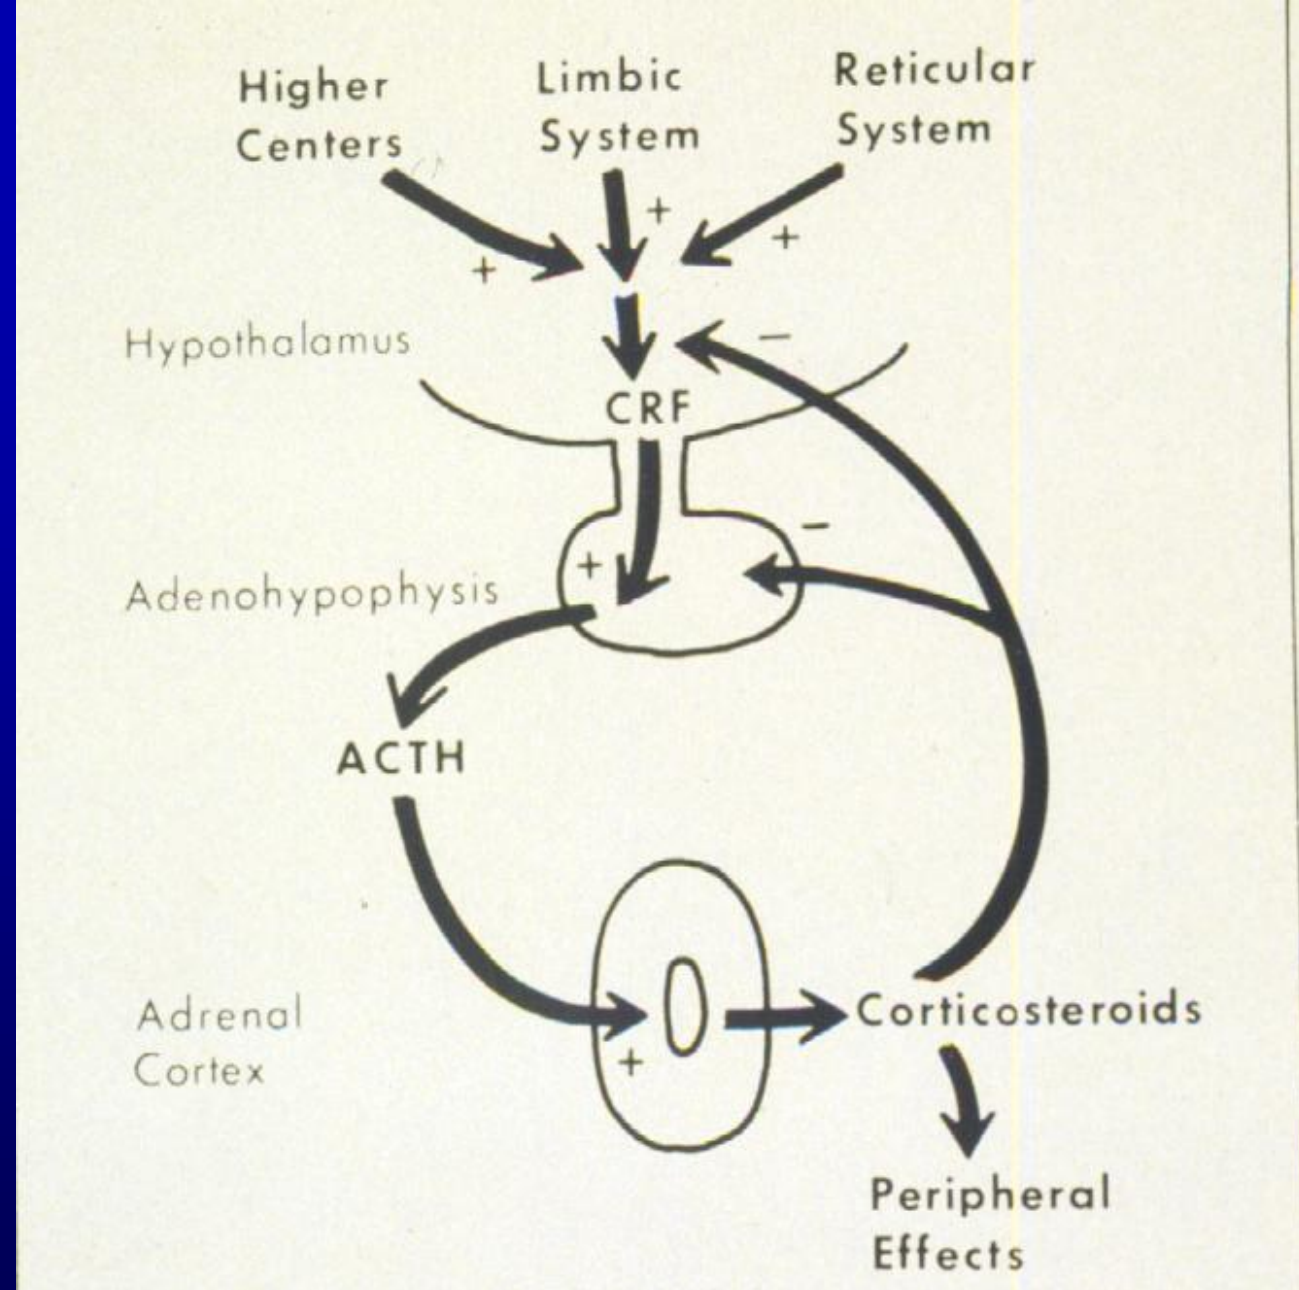 Higher
Centers
Limbic
System
Reticular
System
+
+
+
Hypothalamus
−
CRF
−
+
Adenohypophysis
ACTH
Adrenal
Cortex
+
Corticosteroids
Peripheral
Effects